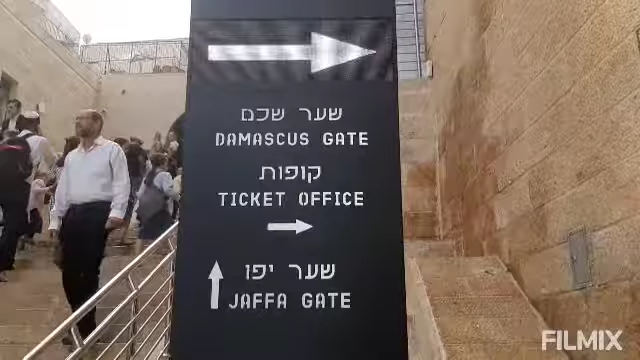 שער שכם
DAMASCUS GATE
קופות
TICKET OFFICE
שער יפו
JAFFA GATE
FILMIX